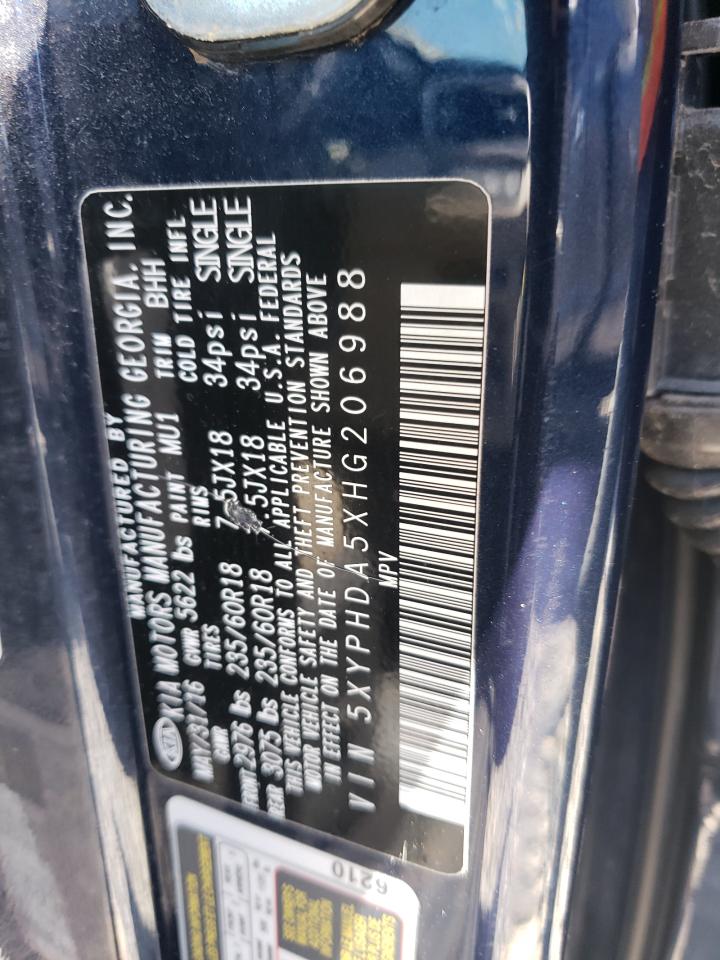 MANUFACTURED BY
KIA KIA MOTORS MANUFACTURING GEORGIA. INC.
MAY/31/16 GVWR 5622 lbs PAINT MU1 TRIM BHH
GAWR TIRES RIMS COLD TIRE INFL
FRONT 2976 lbs 235/60R18 7.5JX18 34psi SINGLE
REAR 3075 lbs 235/60R18 .5JX18 34psi SINGLE
THIS VEHICLE CONFORMS TO ALL APPLICABLE U.S.A. FEDERAL
MOTOR VEHICLE SAFETY AND THEFT PREVENTION STANDARDS
IN EFFECT ON THE DATE OF MANUFACTURE SHOWN ABOVE
VIN 5XYPHDA5XHG206988
MPV
6210